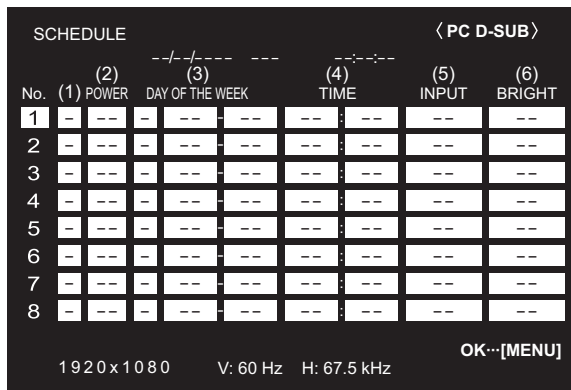 SCHEDULE 〈PC D-SUB〉
--/--/---- --- --:--:--
(2) (3) (4) (5) (6)
No. (1) POWER DAY OF THE WEEK TIME INPUT BRIGHT
1 - -- - -- - -- -- : -- -- --
2 - -- - -- - -- -- : -- -- --
3 - -- - -- - -- -- : -- -- --
4 - -- - -- - -- -- : -- -- --
5 - -- - -- - -- -- : -- -- --
6 - -- - -- - -- -- : -- -- --
7 - -- - -- - -- -- : -- -- --
8 - -- - -- - -- -- : -- -- --
OK···[MENU]
1920x1080 V: 60 Hz H: 67.5 kHz